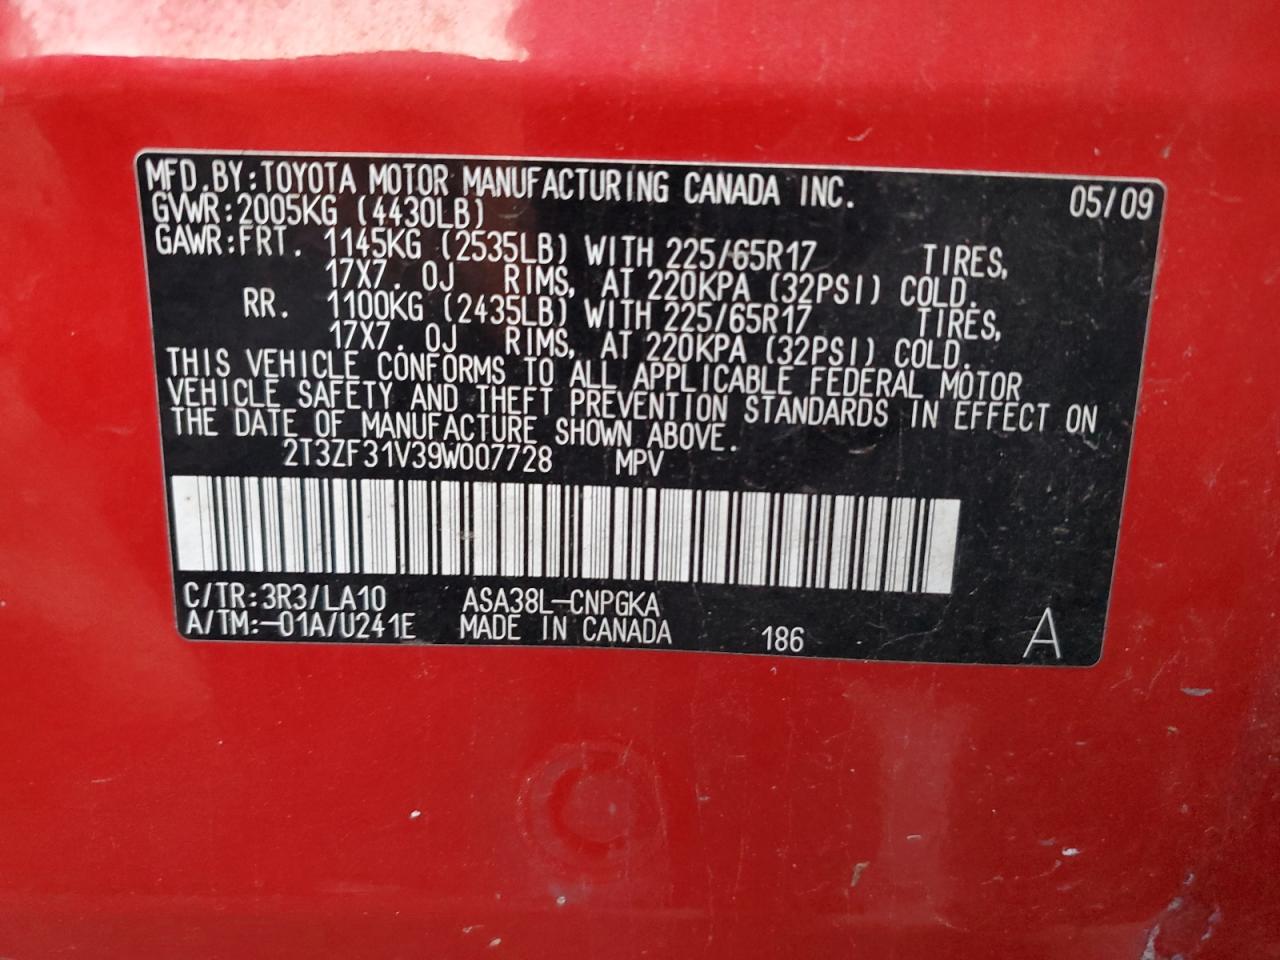 MFD.BY:TOYOTA MOTOR MANUFACTURING CANADA INC. 05/09
GVWR:2005KG (4430LB)
GAWR:FRT. 1145KG (2535LB) WITH 225/65R17 TIRES,
17X7.0J RIMS, AT 220KPA (32PSI) COLD.
RR. 1100KG (2435LB) WITH 225/65R17 TIRES,
17X7.0J RIMS, AT 220KPA (32PSI) COLD.
THIS VEHICLE CONFORMS TO ALL APPLICABLE FEDERAL MOTOR
VEHICLE SAFETY AND THEFT PREVENTION STANDARDS IN EFFECT ON
THE DATE OF MANUFACTURE SHOWN ABOVE.
2T3ZF31V39W007728 MPV
C/TR:3R3/LA10 ASA38L-CNPGKA
A/TM:-01A/U241E MADE IN CANADA 186 A